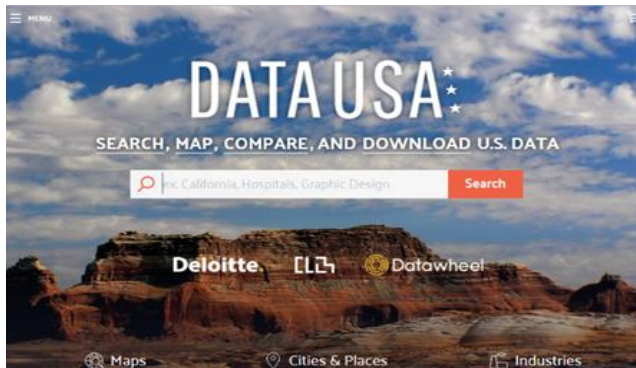 MENU
DATA USA
SEARCH, MAP, COMPARE, AND DOWNLOAD U.S. DATA
ex. California, Hospitals, Graphic Design
Search
Deloitte.
Datawheel
Maps
Cities & Places
Industries